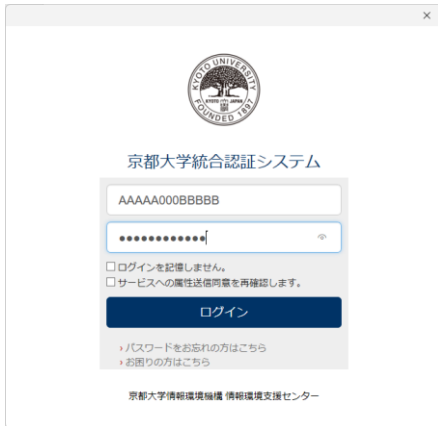 ×
KYOTO UNIVERSITY
KYOTO JAPAN
FOUNDED 1897
京都大学統合認証システム
AAAAA000BBBBB
●●●●●●●●●●●●
ログインを記憶しません。
サービスへの属性送信同意を再確認します。
ログイン
› パスワードをお忘れの方はこちら
› お困りの方はこちら
京都大学情報環境機構 情報環境支援センター